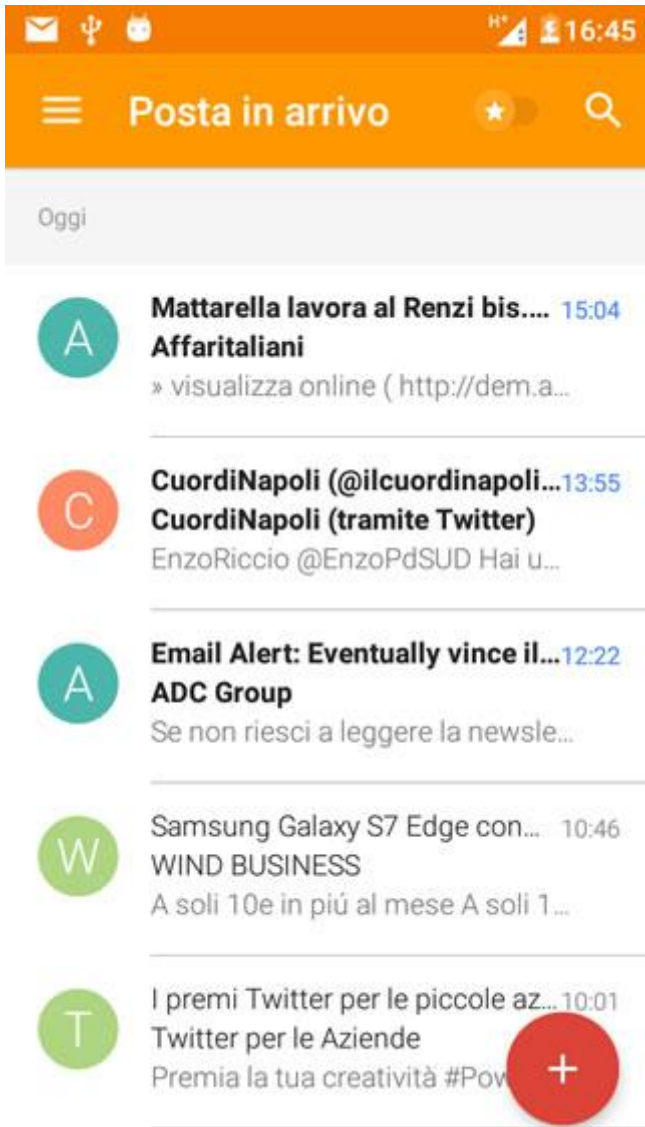 H+ 16:45
Posta in arrivo
Oggi
A
Mattarella lavora al Renzi bis.... 15:04
Affaritaliani
» visualizza online ( http://dem.a...
C
CuordiNapoli (@ilcuordinapoli... 13:55
CuordiNapoli (tramite Twitter)
EnzoRiccio @EnzoPdSUD Hai u...
A
Email Alert: Eventually vince il... 12:22
ADC Group
Se non riesci a leggere la newsle...
W
Samsung Galaxy S7 Edge con... 10:46
WIND BUSINESS
A soli 10e in piú al mese A soli 1...
T
I premi Twitter per le piccole az... 10:01
Twitter per le Aziende
Premia la tua creatività #Pow